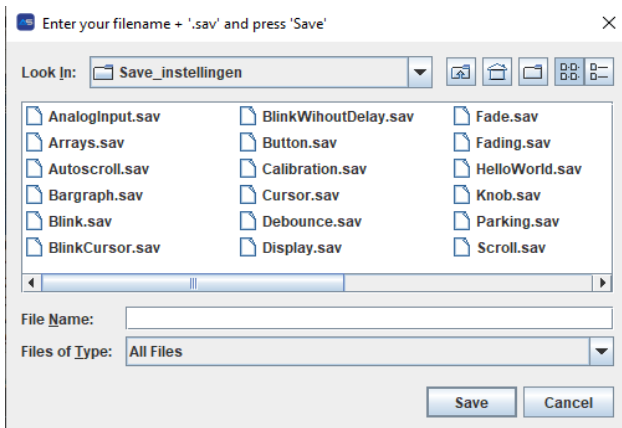 Enter your filename + '.sav' and press 'Save'
Look In: Save_instellingen
AnalogInput.sav BlinkWihoutDelay.sav Fade.sav
Arrays.sav Button.sav Fading.sav
Autoscroll.sav Calibration.sav HelloWorld.sav
Bargraph.sav Cursor.sav Knob.sav
Blink.sav Debounce.sav Parking.sav
BlinkCursor.sav Display.sav Scroll.sav
File Name:
Files of Type: All Files
Save Cancel